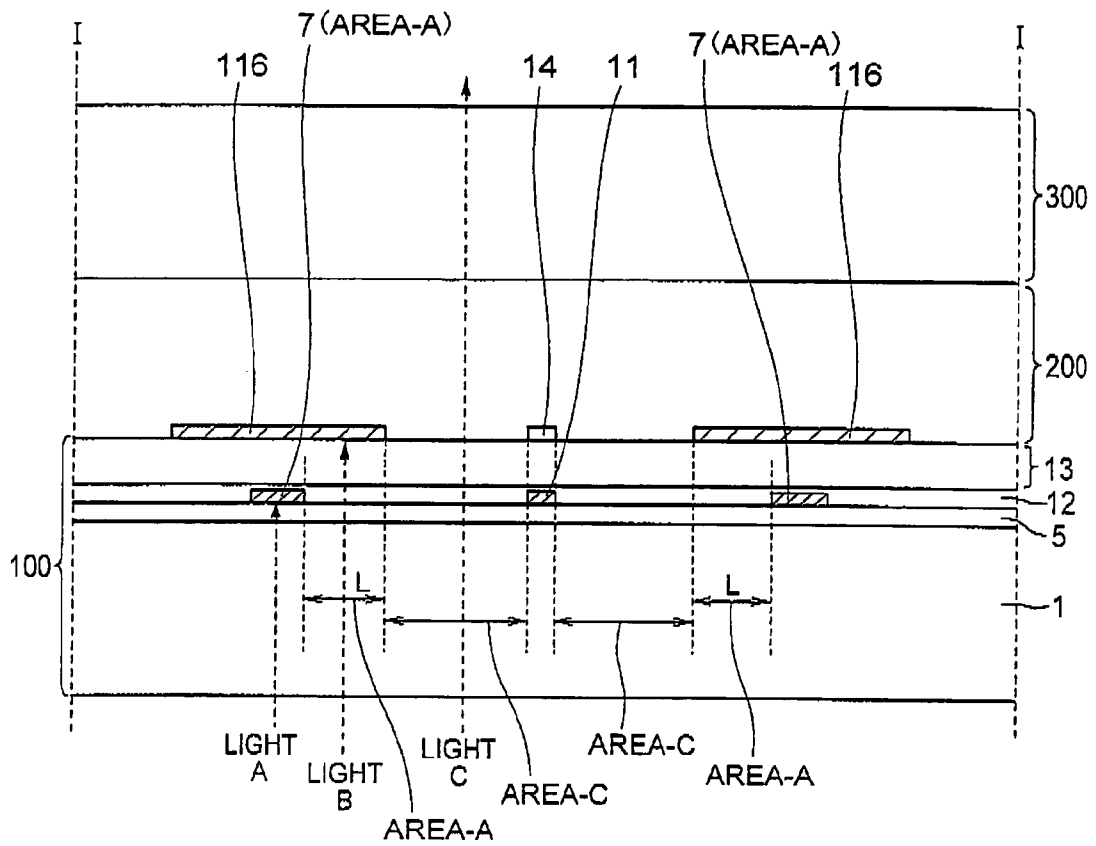 I
7(AREA-A)
116
14
11
7(AREA-A)
116
I
300
200
13
12
5
100
L
L
1
LIGHT
A
LIGHT
B
LIGHT
C
AREA-C
AREA-A
AREA-C
AREA-A